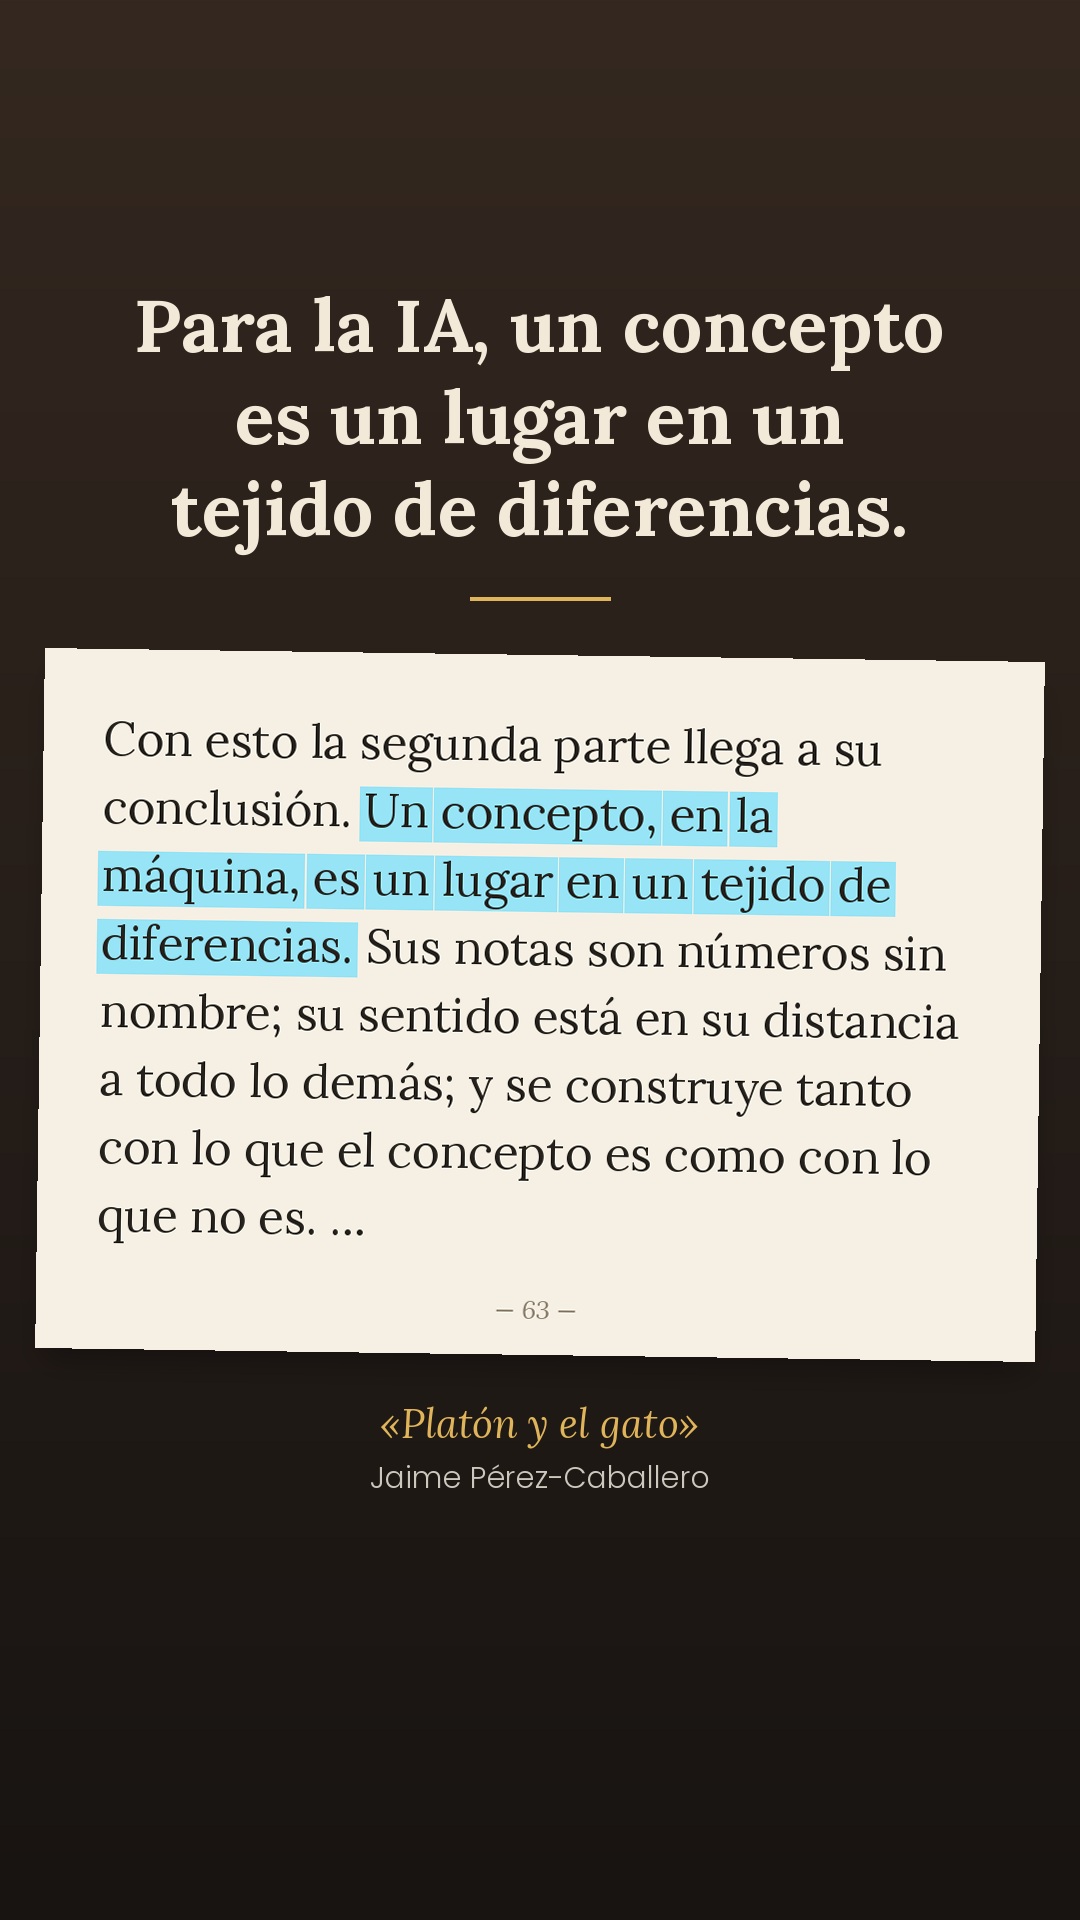 Para la IA, un concepto
es un lugar en un
tejido de diferencias.
Con esto la segunda parte llega a su
conclusión. Un concepto, en la
máquina, es un lugar en un tejido de
diferencias. Sus notas son números sin
nombre; su sentido está en su distancia
a todo lo demás; y se construye tanto
con lo que el concepto es como con lo
que no es. ...
— 63 —
«Platón y el gato»
Jaime Pérez-Caballero